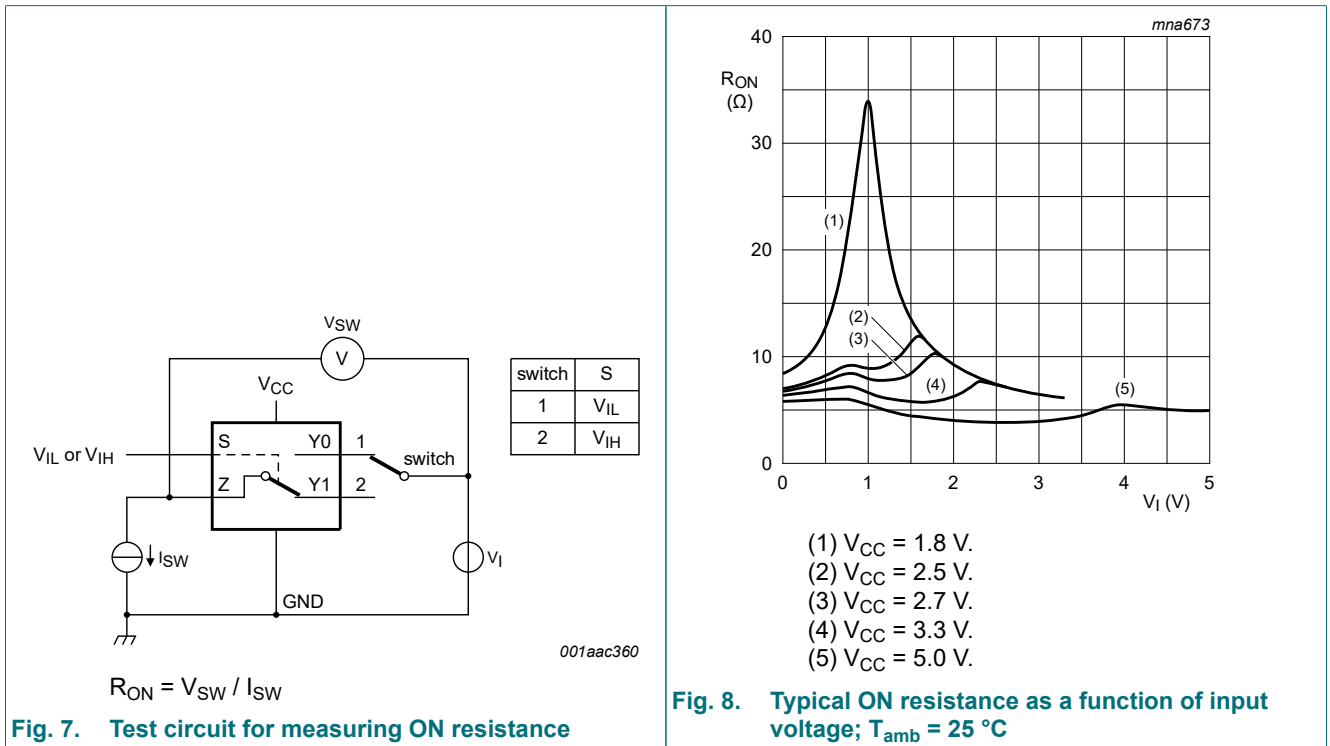 VSW
V
VCC
switch S
1 VIL
2 VIH
S Y0 1
VIL or VIH
switch
Z Y1 2
ISW
VI
GND
001aac360
RON = VSW / ISW
Fig. 7. Test circuit for measuring ON resistance
mna673
40
RON
(Ω)
30
(1)
20
(2)
(3)
10
(4)
(5)
0
0 1 2 3 4 5
VI (V)
(1) VCC = 1.8 V.
(2) VCC = 2.5 V.
(3) VCC = 2.7 V.
(4) VCC = 3.3 V.
(5) VCC = 5.0 V.
Fig. 8. Typical ON resistance as a function of input
voltage; Tamb = 25 °C